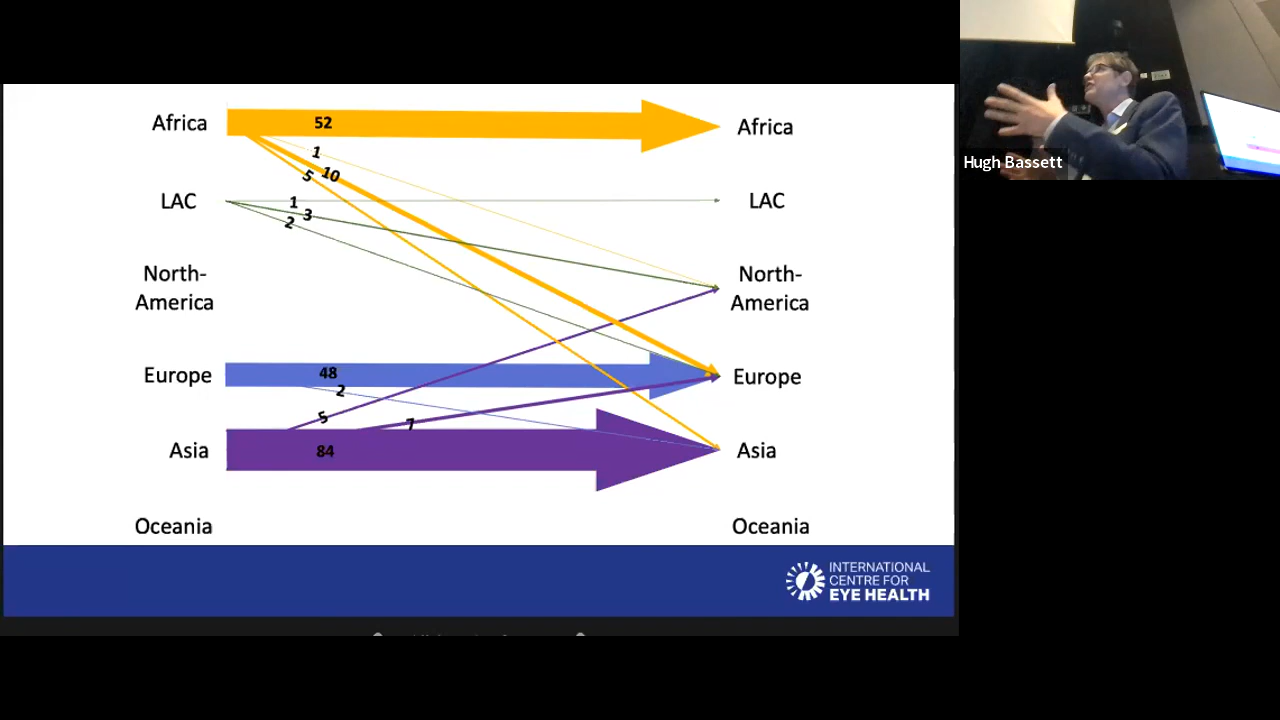 Africa
52
Africa
1
5
10
LAC
1
3
2
LAC
North-
America
North-
America
Europe
48
2
Europe
5
7
Asia
84
Asia
Oceania
Oceania
INTERNATIONAL
CENTRE FOR
EYE HEALTH
Hugh Bassett